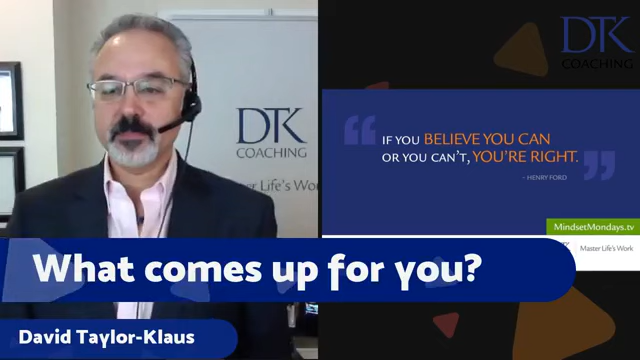 DTK
COACHING
Master Life's Work
DTK
COACHING
“ IF YOU BELIEVE YOU CAN
OR YOU CAN'T, YOU'RE RIGHT. ”
– HENRY FORD
MindsetMondays.tv
Master Life's Work
What comes up for you?
David Taylor-Klaus